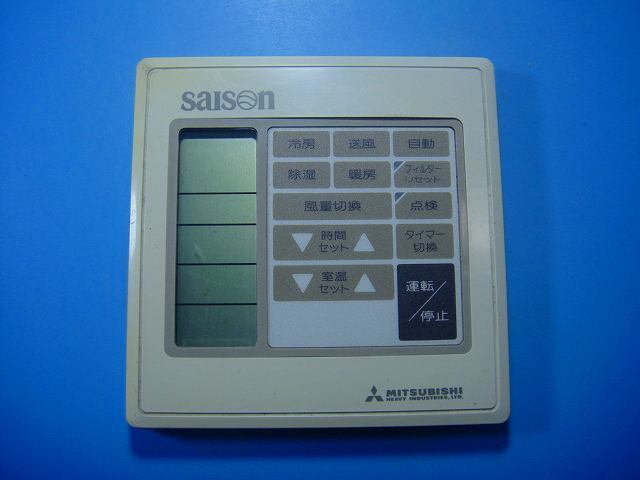 saison
冷房 送風 自動
除湿 暖房 フィルター
リセット
風量切換 点検
▽ 時間 △ タイマー
セット 切換
▽ 室温 △
セット
運転/停止
MITSUBISHI
HEAVY INDUSTRIES, LTD.